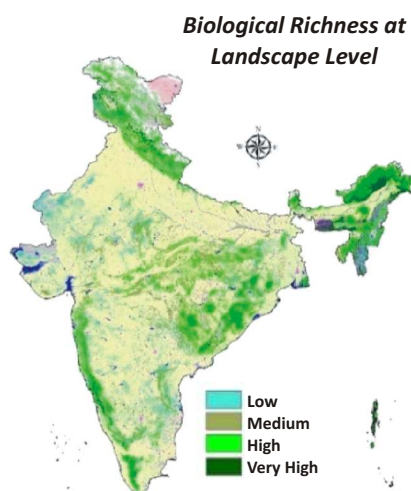 Biological Richness at
Landscape Level
N
W
E
S
Low
Medium
High
Very High